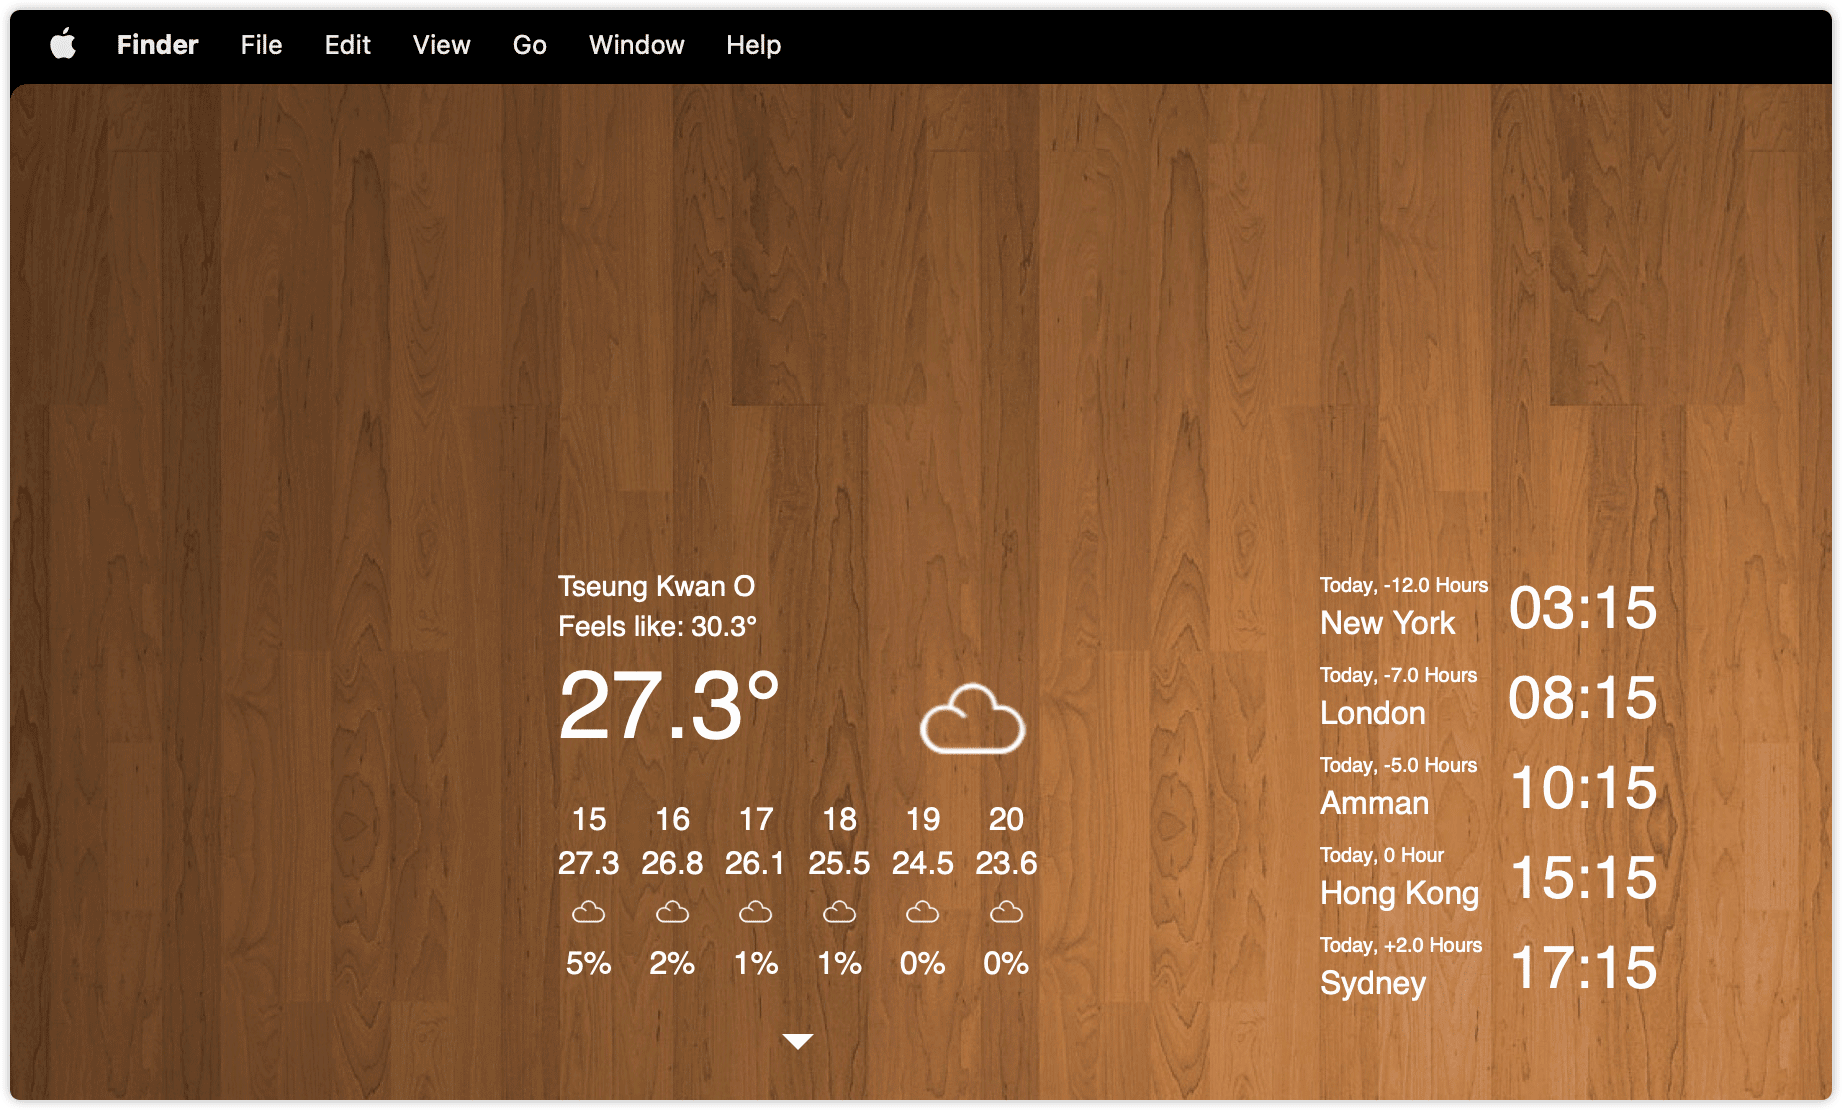 Finder File Edit View Go Window Help
Tseung Kwan O
Feels like: 30.3°
27.3°
15 16 17 18 19 20
27.3 26.8 26.1 25.5 24.5 23.6
5% 2% 1% 1% 0% 0%
Today, -12.0 Hours
New York 03:15
Today, -7.0 Hours
London 08:15
Today, -5.0 Hours
Amman 10:15
Today, 0 Hour
Hong Kong 15:15
Today, +2.0 Hours
Sydney 17:15